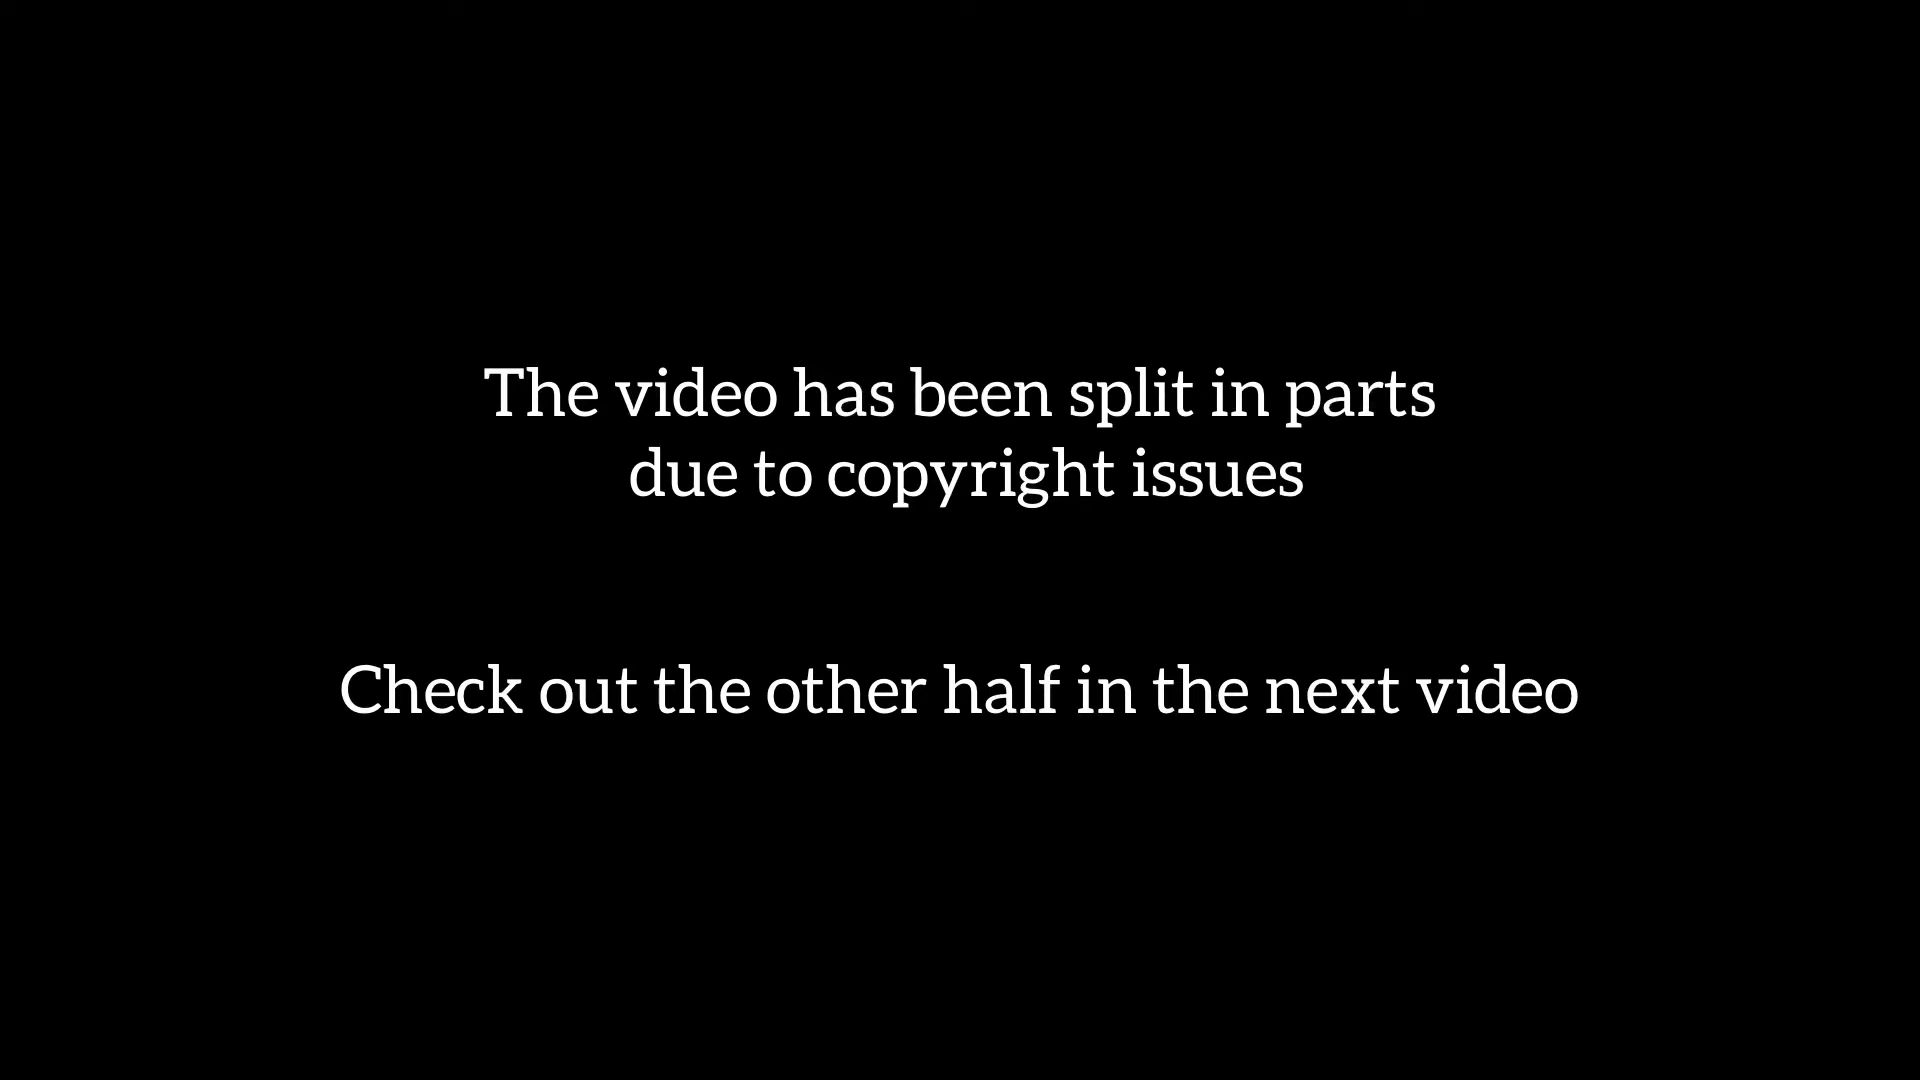 The video has been split in parts
due to copyright issues
Check out the other half in the next video